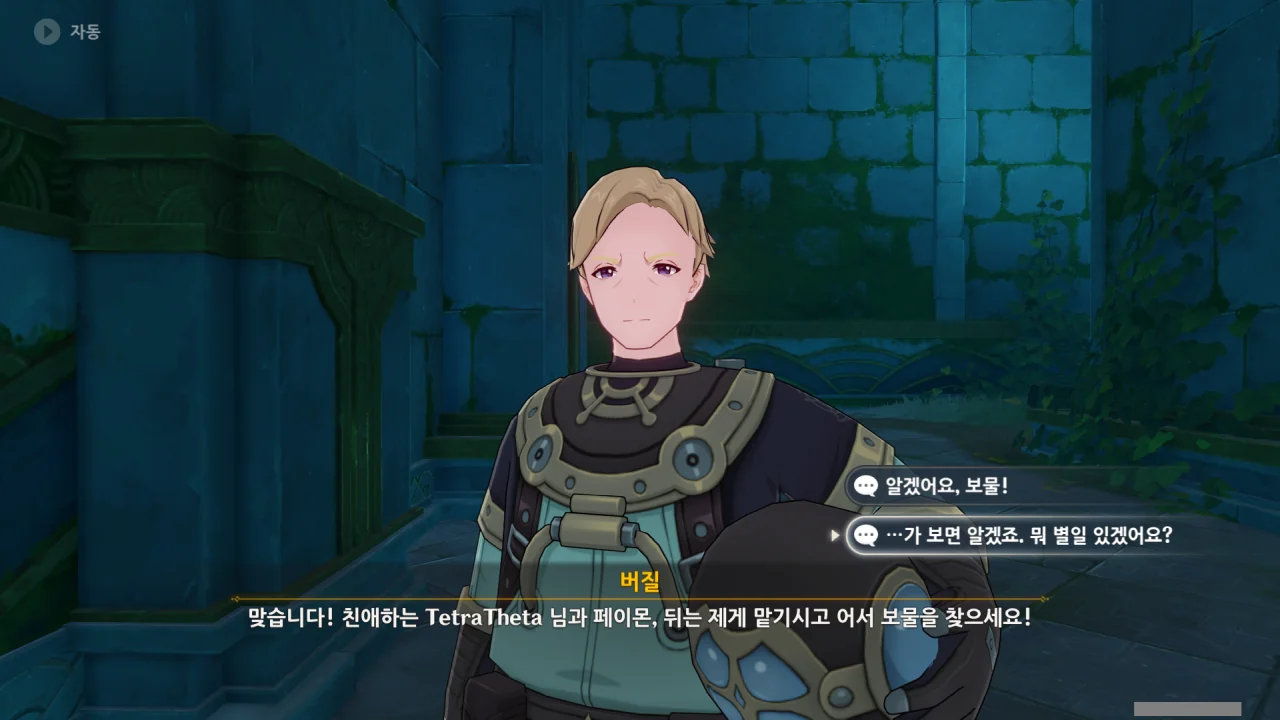 자동
알겠어요, 보물!
…가 보면 알겠죠. 뭐 별일 있겠어요?
버질
맞습니다! 친애하는 TetraTheta 님과 페이몬, 뒤는 제게 맡기시고 어서 보물을 찾으세요!